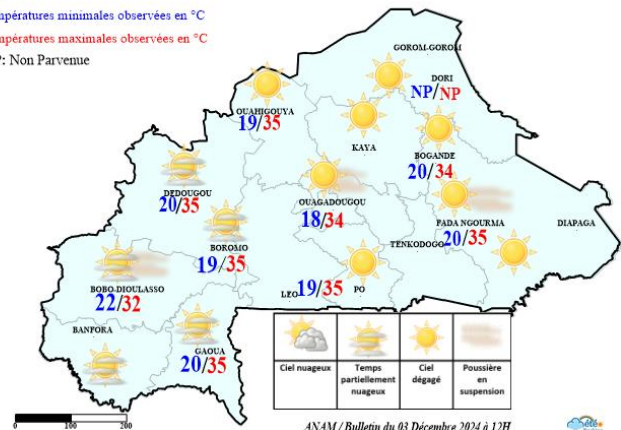 mpératures minimales observées en °C
mpératures maximales observées en °C
: Non Parvenue
GOROM-GOROM
DORI
NP/NP
OUAHIGOUYA
19/35
KAYA
BOGANDE
20/34
DEDOUGOU
20/35
OUAGADOUGOU
18/34
FADA NGOURMA
20/35
DIAPAGA
BOROMO
19/35
TENKODOGO
BOBO-DIOULASSO
22/32
LEO
19/35
PO
BANFORA
GAOUA
20/35
Ciel nuageux
Temps partiellement nuageux
Ciel dégagé
Poussière en suspension
0 100 200
ANAM / Bulletin du 03 Décembre 2024 à 12H